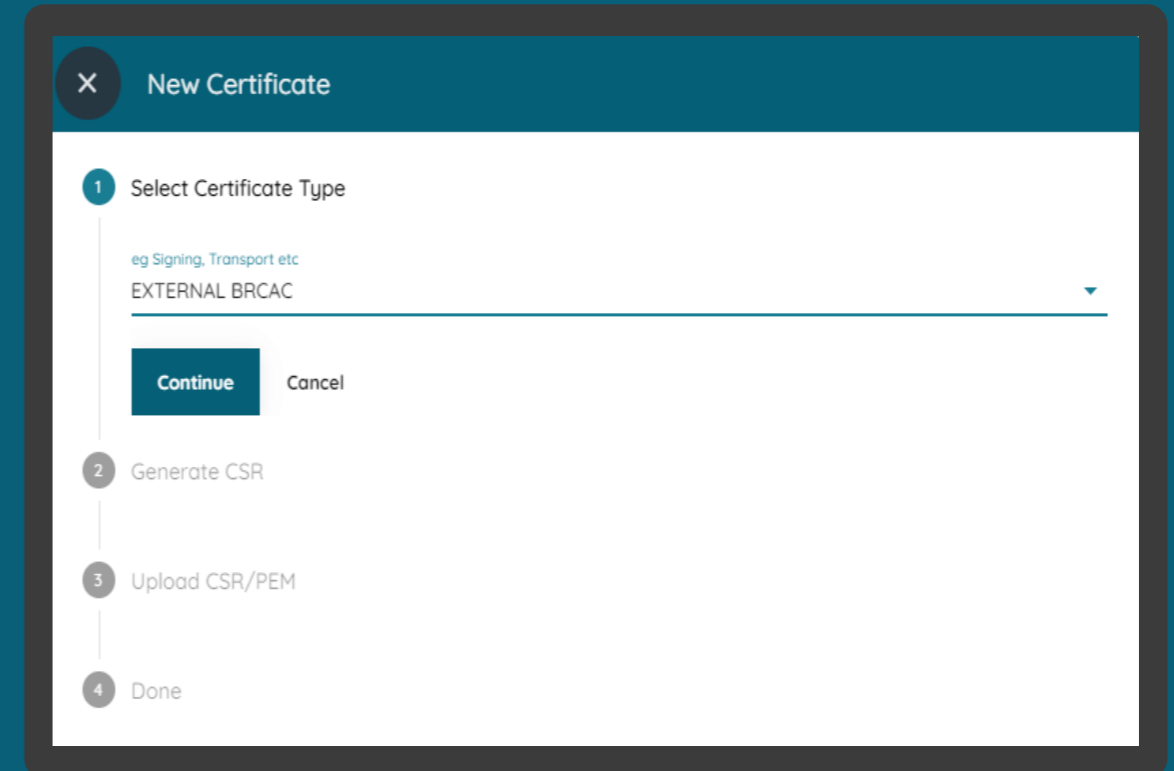 New Certificate
1 Select Certificate Type
eg Signing, Transport etc
EXTERNAL BRCAC
Continue Cancel
2 Generate CSR
3 Upload CSR/PEM
4 Done